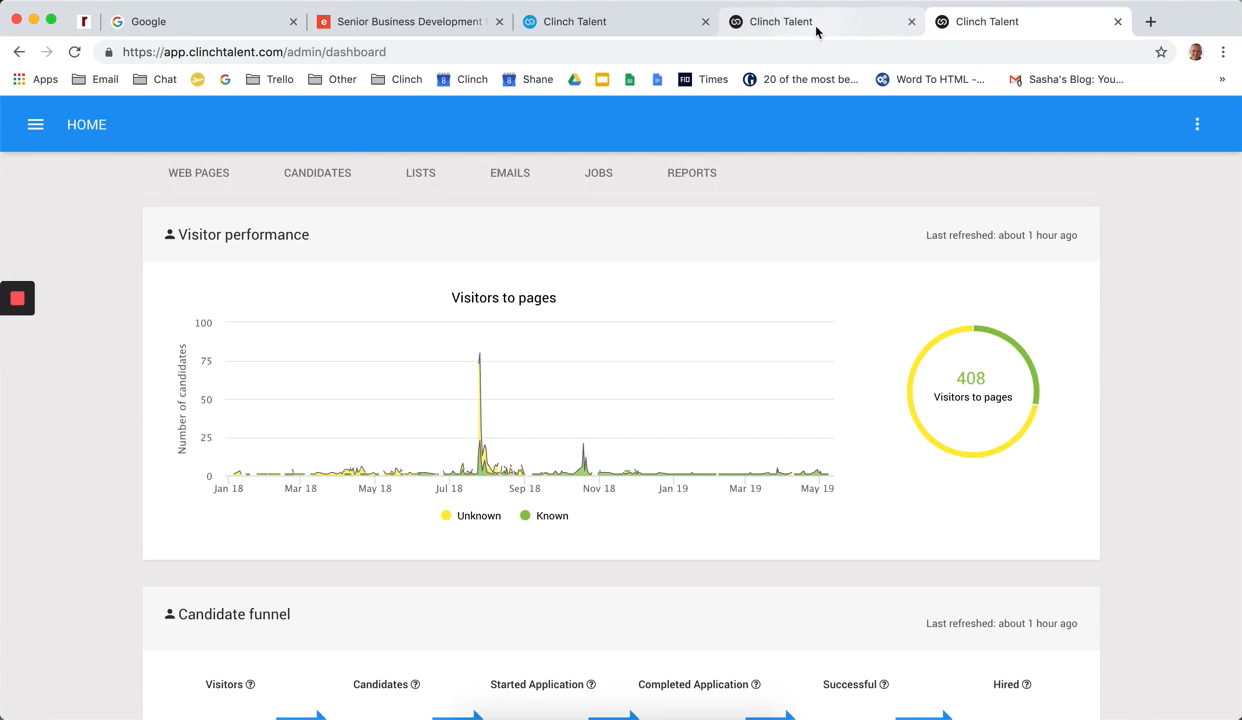 Google
Senior Business Development
Clinch Talent
Clinch Talent
Clinch Talent
https://app.clinchtalent.com/admin/dashboard
Apps Email Chat Trello Other Clinch 8 Clinch 8 Shane FIO Times 20 of the most be... Word To HTML -... Sasha's Blog: You... »
HOME
WEB PAGES CANDIDATES LISTS EMAILS JOBS REPORTS
Visitor performance
Last refreshed: about 1 hour ago
Visitors to pages
Number of candidates
100
75
50
25
0
Jan 18 Mar 18 May 18 Jul 18 Sep 18 Nov 18 Jan 19 Mar 19 May 19
Unknown Known
408
Visitors to pages
Candidate funnel
Last refreshed: about 1 hour ago
Visitors Candidates Started Application Completed Application Successful Hired